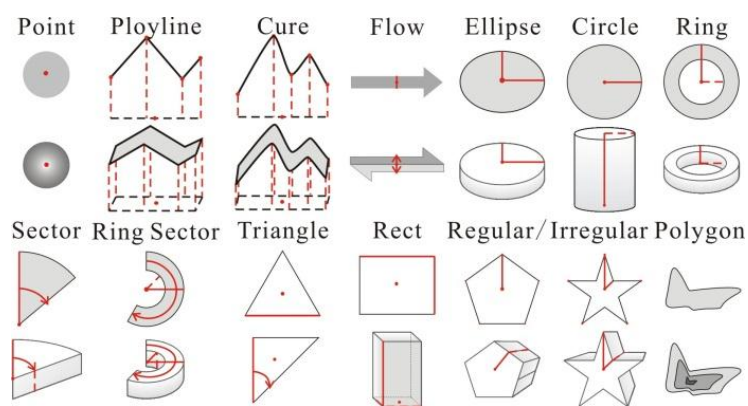 Point Ployline Cure Flow Ellipse Circle Ring
Sector Ring Sector Triangle Rect Regular/Irregular Polygon